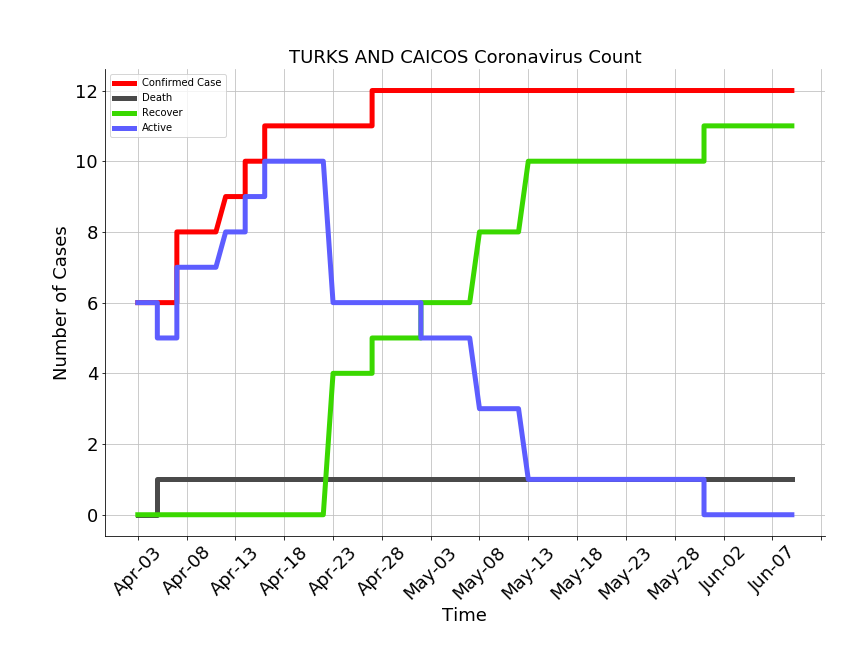 TURKS AND CAICOS Coronavirus Count
Confirmed Case
Death
Recover
Active
Number of Cases
12
10
8
6
4
2
0
Apr-03
Apr-08
Apr-13
Apr-18
Apr-23
Apr-28
May-03
May-08
May-13
May-18
May-23
May-28
Jun-02
Jun-07
Time